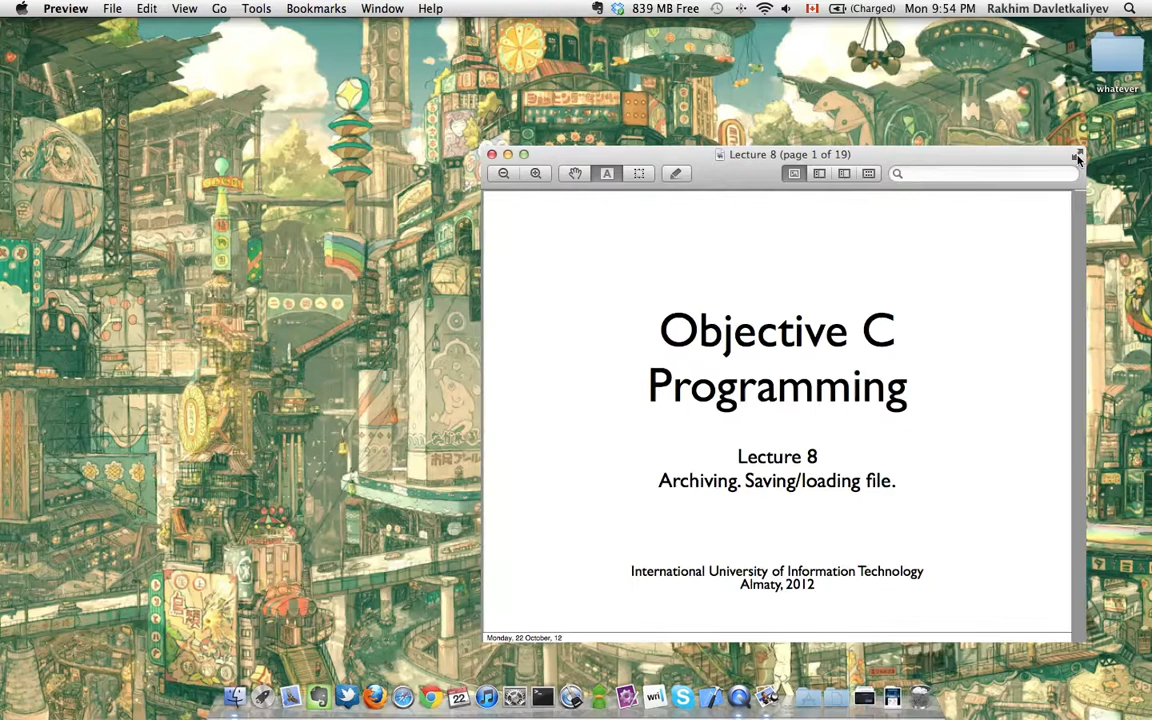 Preview File Edit View Go Tools Bookmarks Window Help 839 MB Free (Charged) Mon 9:54 PM Rakhim Davletkaliyev
whatever
Lecture 8 (page 1 of 19)
Objective C
Programming
Lecture 8
Archiving. Saving/loading file.
International University of Information Technology
Almaty, 2012
Monday, 22 October, 12
22